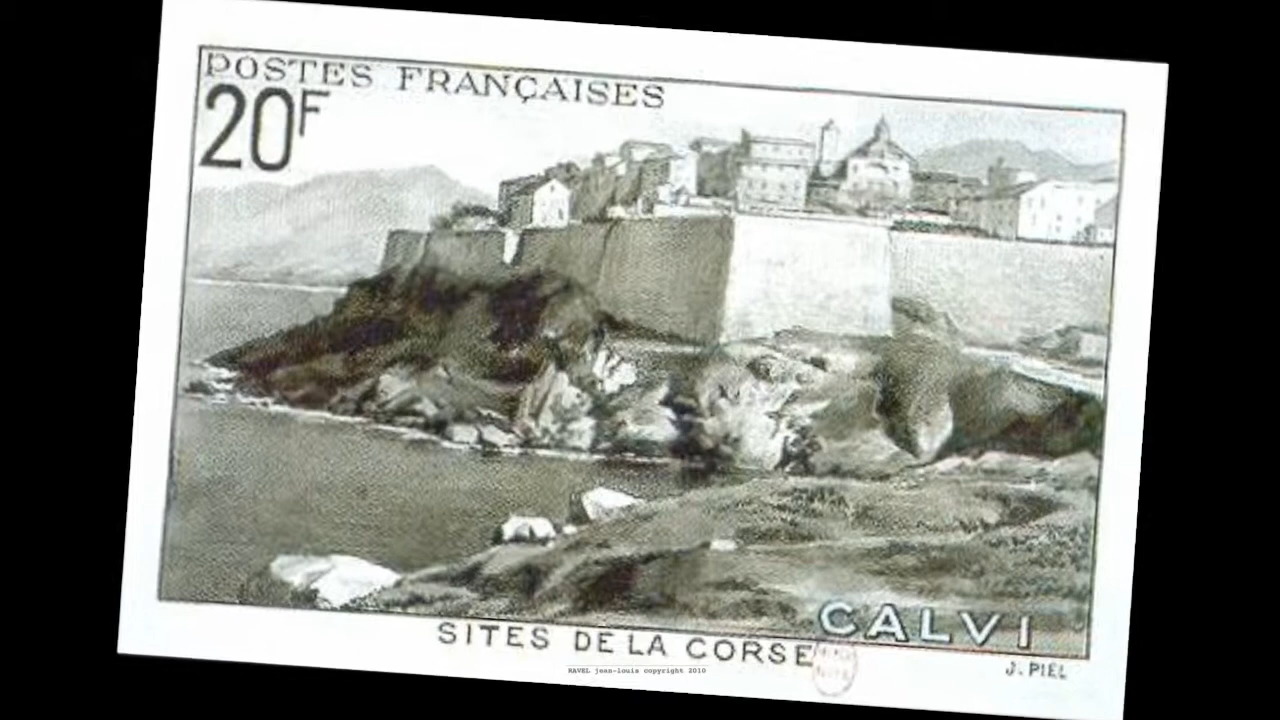 POSTES FRANÇAISES
20F
CALVI
SITES DE LA CORSE
J. PIEL
RAVEL jean-louis copyright 2010